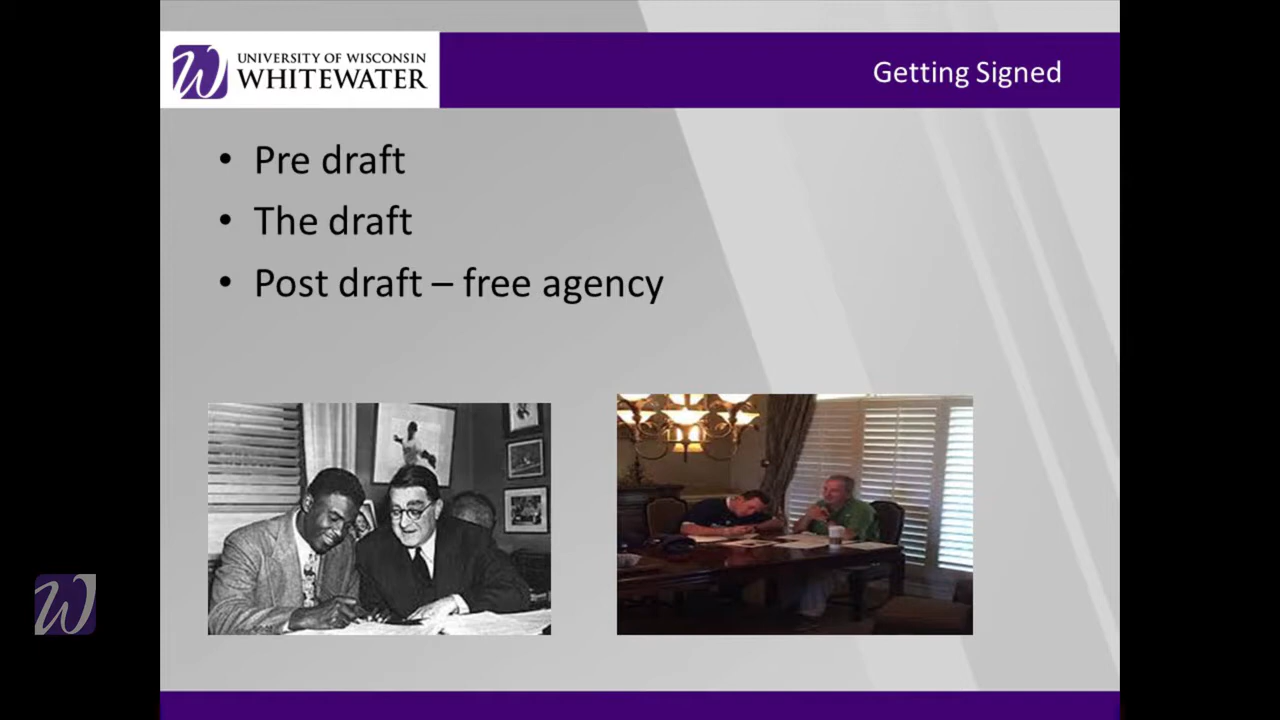 UNIVERSITY OF WISCONSIN
WHITEWATER
Getting Signed
• Pre draft
• The draft
• Post draft – free agency
W